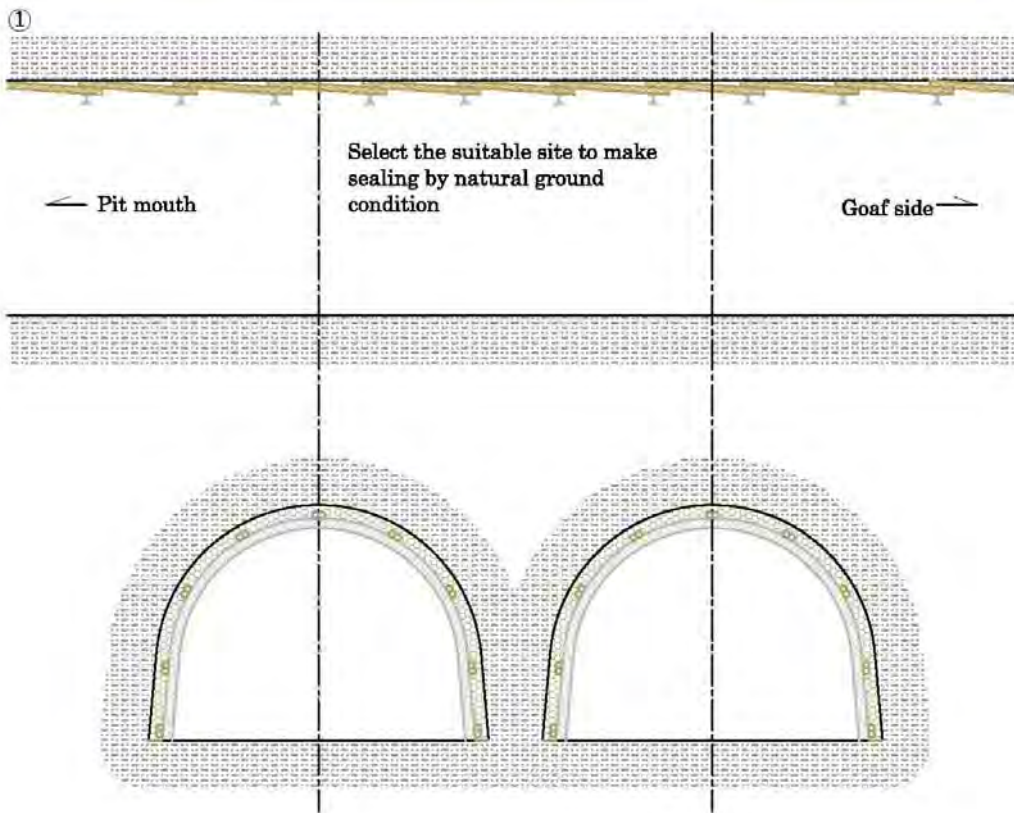 ①
Select the suitable site to make
sealing by natural ground
condition
Pit mouth
Goaf side